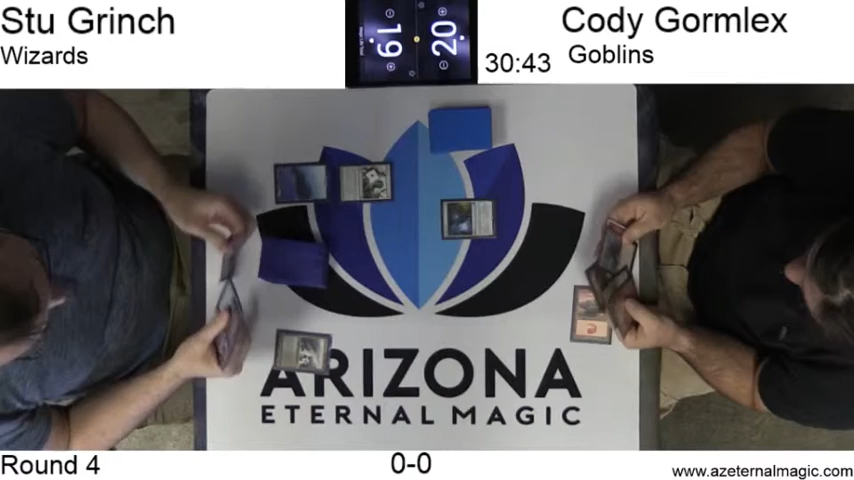 Stu Grinch
Wizards
19
20
30:43
Cody Gormlex
Goblins
ARIZONA
ETERNAL MAGIC
Round 4
0-0
www.azeternalmagic.com